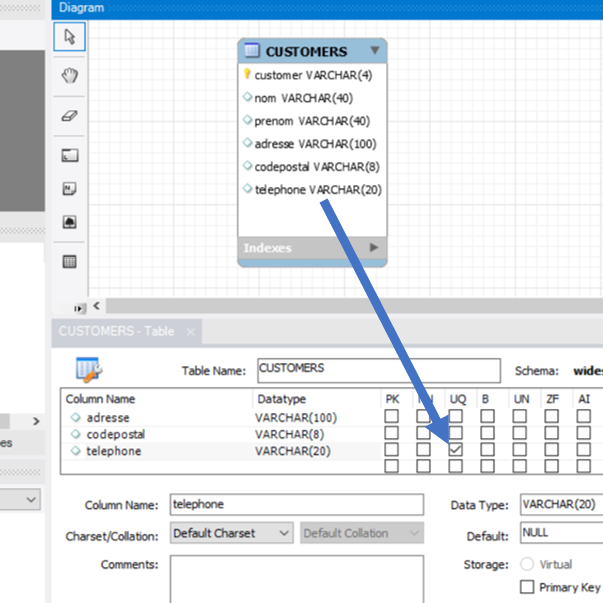 Diagram
CUSTOMERS
customer VARCHAR(4)
nom VARCHAR(40)
prenom VARCHAR(40)
adresse VARCHAR(100)
codepostal VARCHAR(8)
telephone VARCHAR(20)
Indexes
CUSTOMERS - Table
Table Name: CUSTOMERS Schema: wides
Column Name Datatype PK UQ B UN ZF AI
adresse VARCHAR(100)
codepostal VARCHAR(8)
es
telephone VARCHAR(20)
Column Name: telephone Data Type: VARCHAR(20)
Charset/Collation: Default Charset Default Collation Default: NULL
Comments: Storage: Virtual
Primary Key